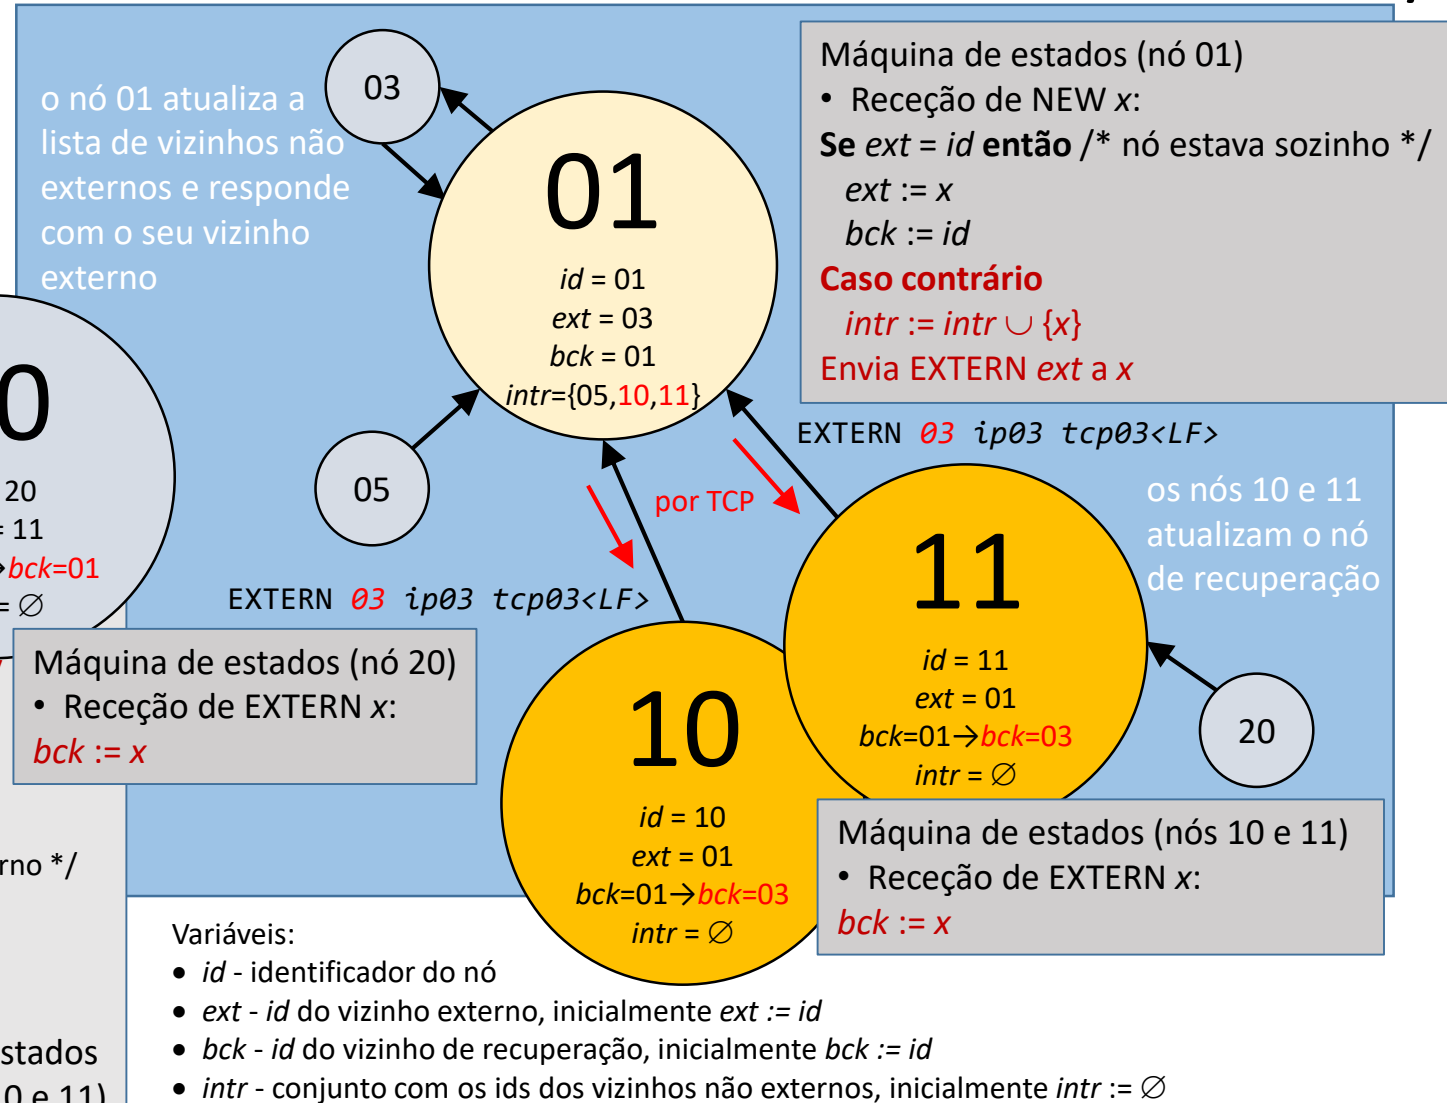 o nó 01 atualiza a
lista de vizinhos não
externos e responde
com o seu vizinho
externo
03
01
id = 01
ext = 03
bck = 01
intr={05,10,11}
Máquina de estados (nó 01)
• Receção de NEW x:
Se ext = id então /* nó estava sozinho */
ext := x
bck := id
Caso contrário
intr := intr ∪ {x}
Envia EXTERN ext a x
EXTERN 03 ip03 tcp03<LF>
0
20
= 11
→bck=01
= ∅
05
por TCP
os nós 10 e 11
atualizam o nó
de recuperação
EXTERN 03 ip03 tcp03<LF>
11
id = 11
ext = 01
bck=01→bck=03
intr = ∅
20
Máquina de estados (nó 20)
• Receção de EXTERN x:
bck := x
10
id = 10
ext = 01
bck=01→bck=03
intr = ∅
Máquina de estados (nós 10 e 11)
• Receção de EXTERN x:
bck := x
rno */
stados
0 e 11)
Variáveis:
• id - identificador do nó
• ext - id do vizinho externo, inicialmente ext := id
• bck - id do vizinho de recuperação, inicialmente bck := id
• intr - conjunto com os ids dos vizinhos não externos, inicialmente intr := ∅